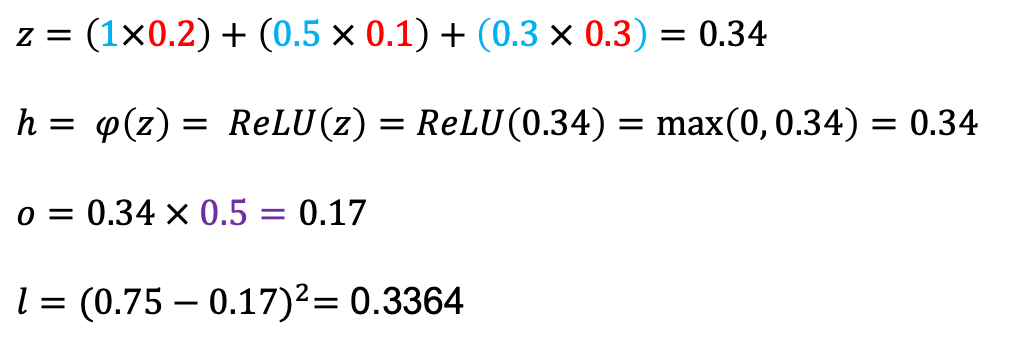 z = (1×0.2) + (0.5 × 0.1) + (0.3 × 0.3) = 0.34
h = φ(z) = ReLU(z) = ReLU(0.34) = max(0, 0.34) = 0.34
o = 0.34 × 0.5 = 0.17
l = (0.75 − 0.17)²= 0.3364